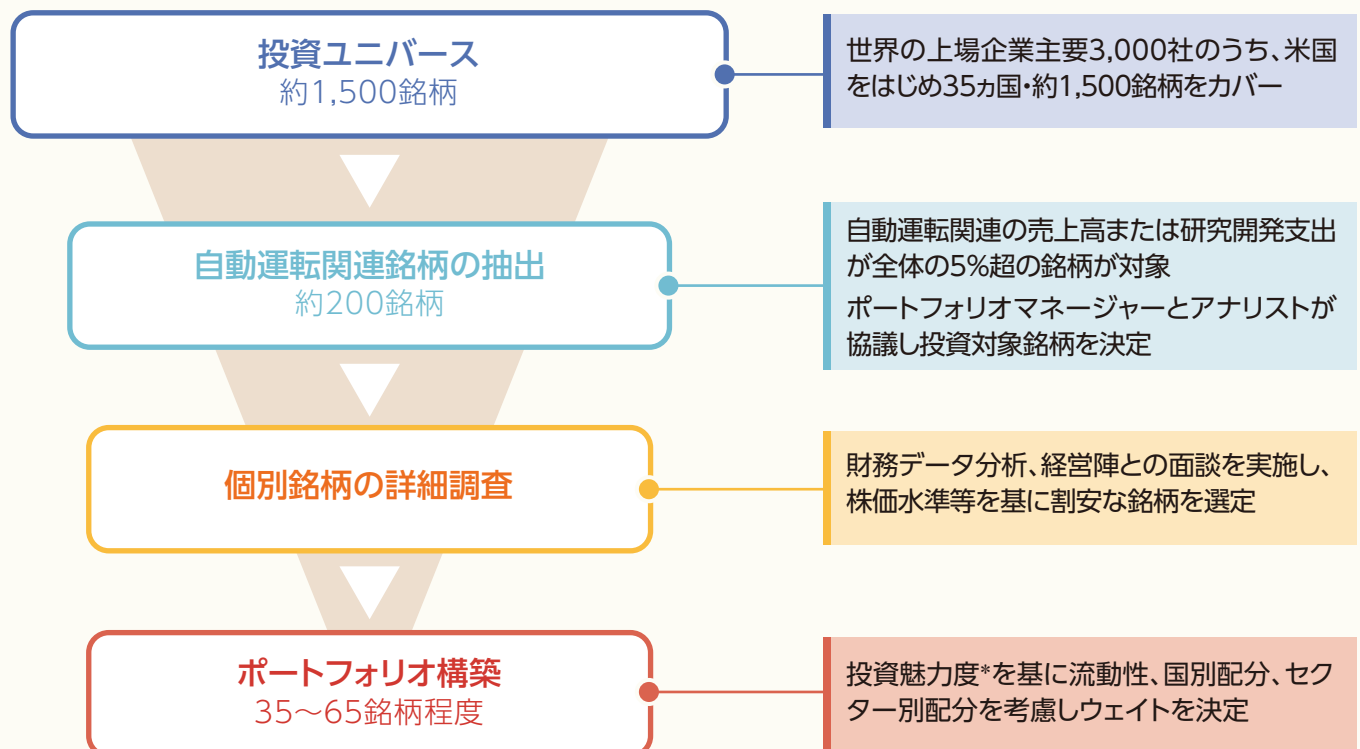 投資ユニバース
約1,500銘柄
世界の上場企業主要3,000社のうち、米国
をはじめ35ヵ国・約1,500銘柄をカバー
自動運転関連銘柄の抽出
約200銘柄
自動運転関連の売上高または研究開発支出
が全体の5%超の銘柄が対象
ポートフォリオマネージャーとアナリストが
協議し投資対象銘柄を決定
個別銘柄の詳細調査
財務データ分析、経営陣との面談を実施し、
株価水準等を基に割安な銘柄を選定
ポートフォリオ構築
35～65銘柄程度
投資魅力度*を基に流動性、国別配分、セク
ター別配分を考慮しウェイトを決定